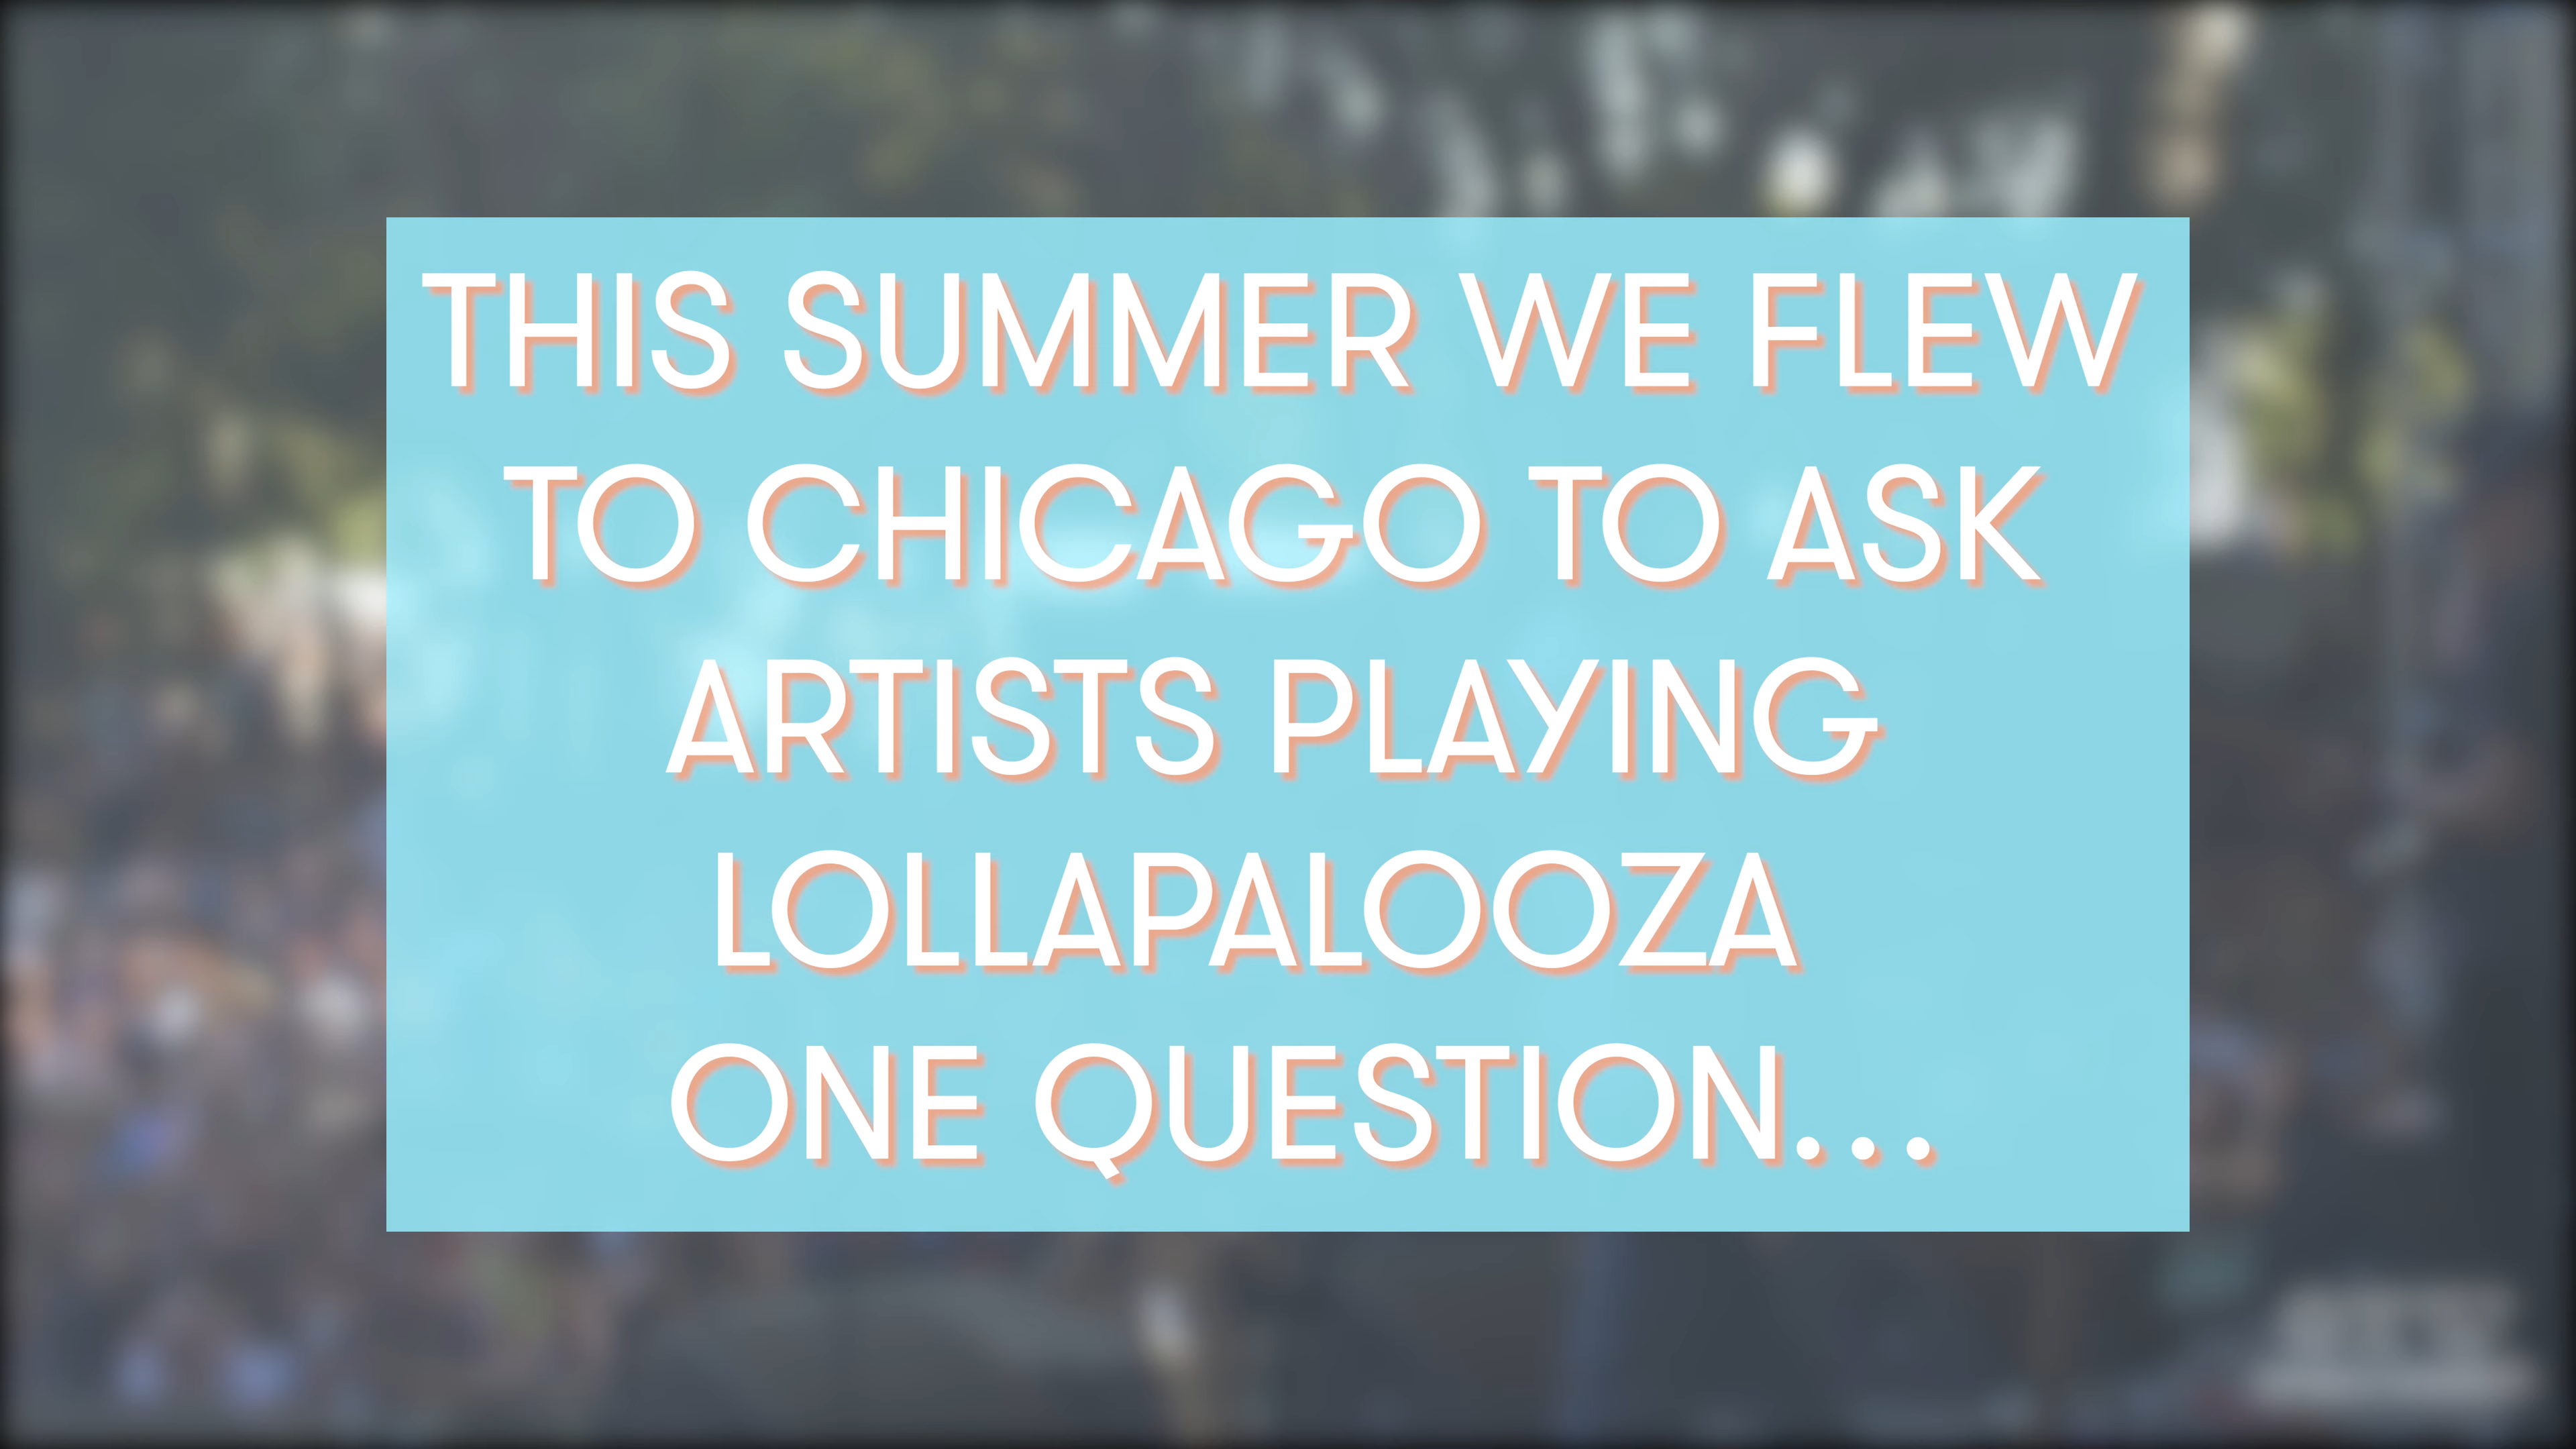 THIS SUMMER WE FLEW
TO CHICAGO TO ASK
ARTISTS PLAYING
LOLLAPALOOZA
ONE QUESTION...